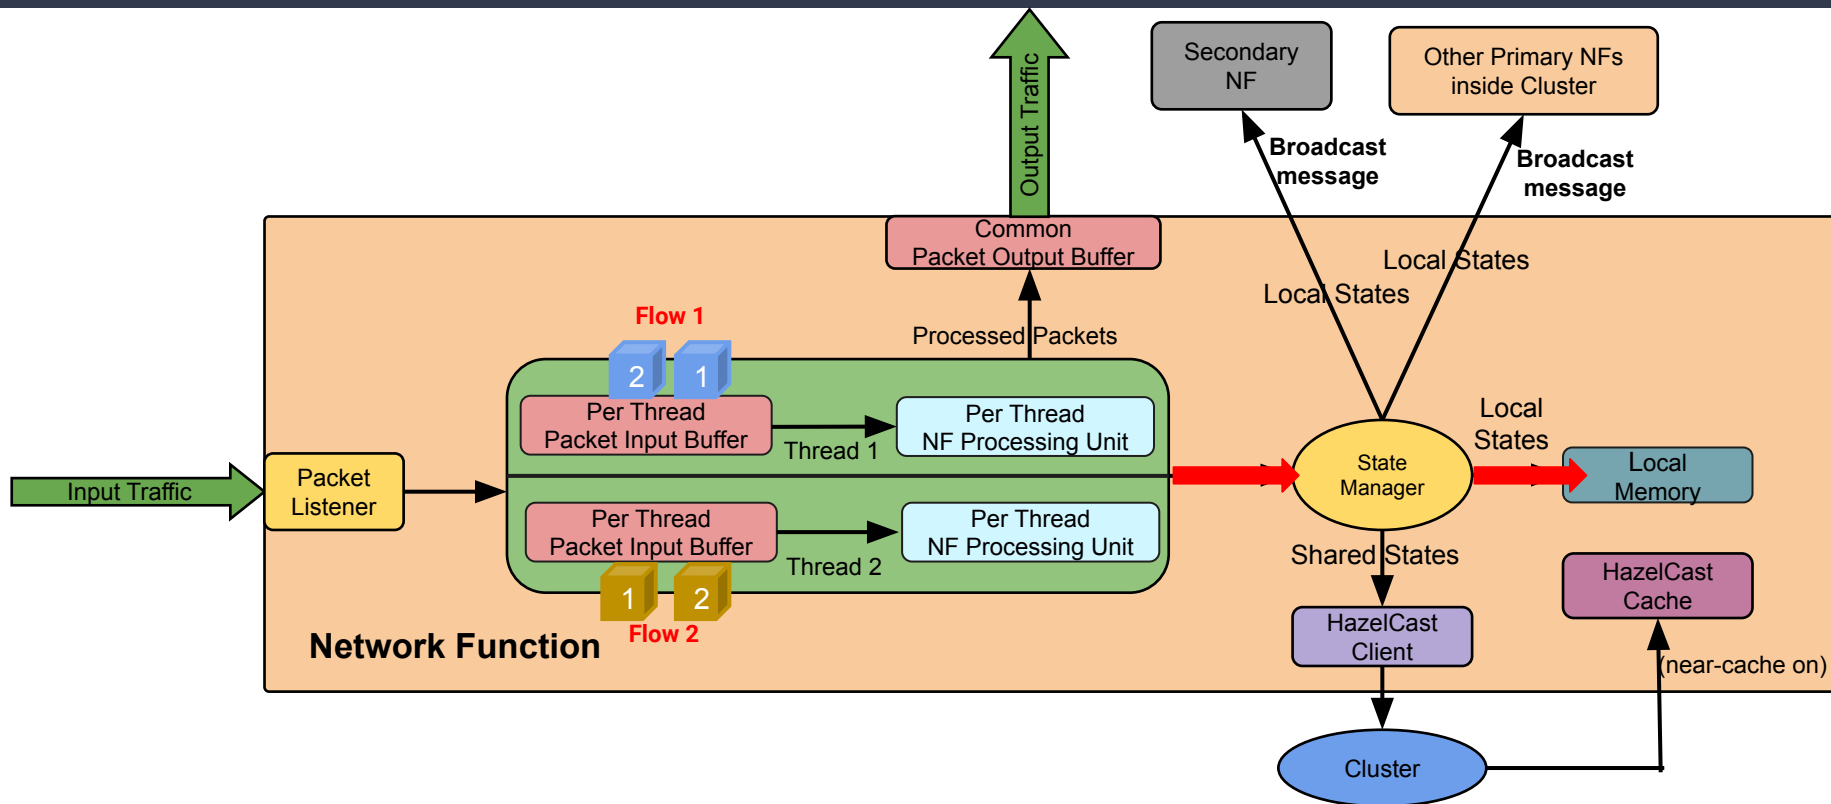 Output Traffic
Secondary
NF
Other Primary NFs
inside Cluster
Broadcast
message
Broadcast
message
Common
Packet Output Buffer
Local States
Local States
Flow 1
Processed Packets
2
1
Per Thread
Packet Input Buffer
Thread 1
Per Thread
NF Processing Unit
Local
States
Input Traffic
Packet
Listener
State
Manager
Local
Memory
Per Thread
Packet Input Buffer
Thread 2
Per Thread
NF Processing Unit
Shared States
HazelCast
Cache
1
2
Flow 2
Network Function
HazelCast
Client
(near-cache on)
Cluster